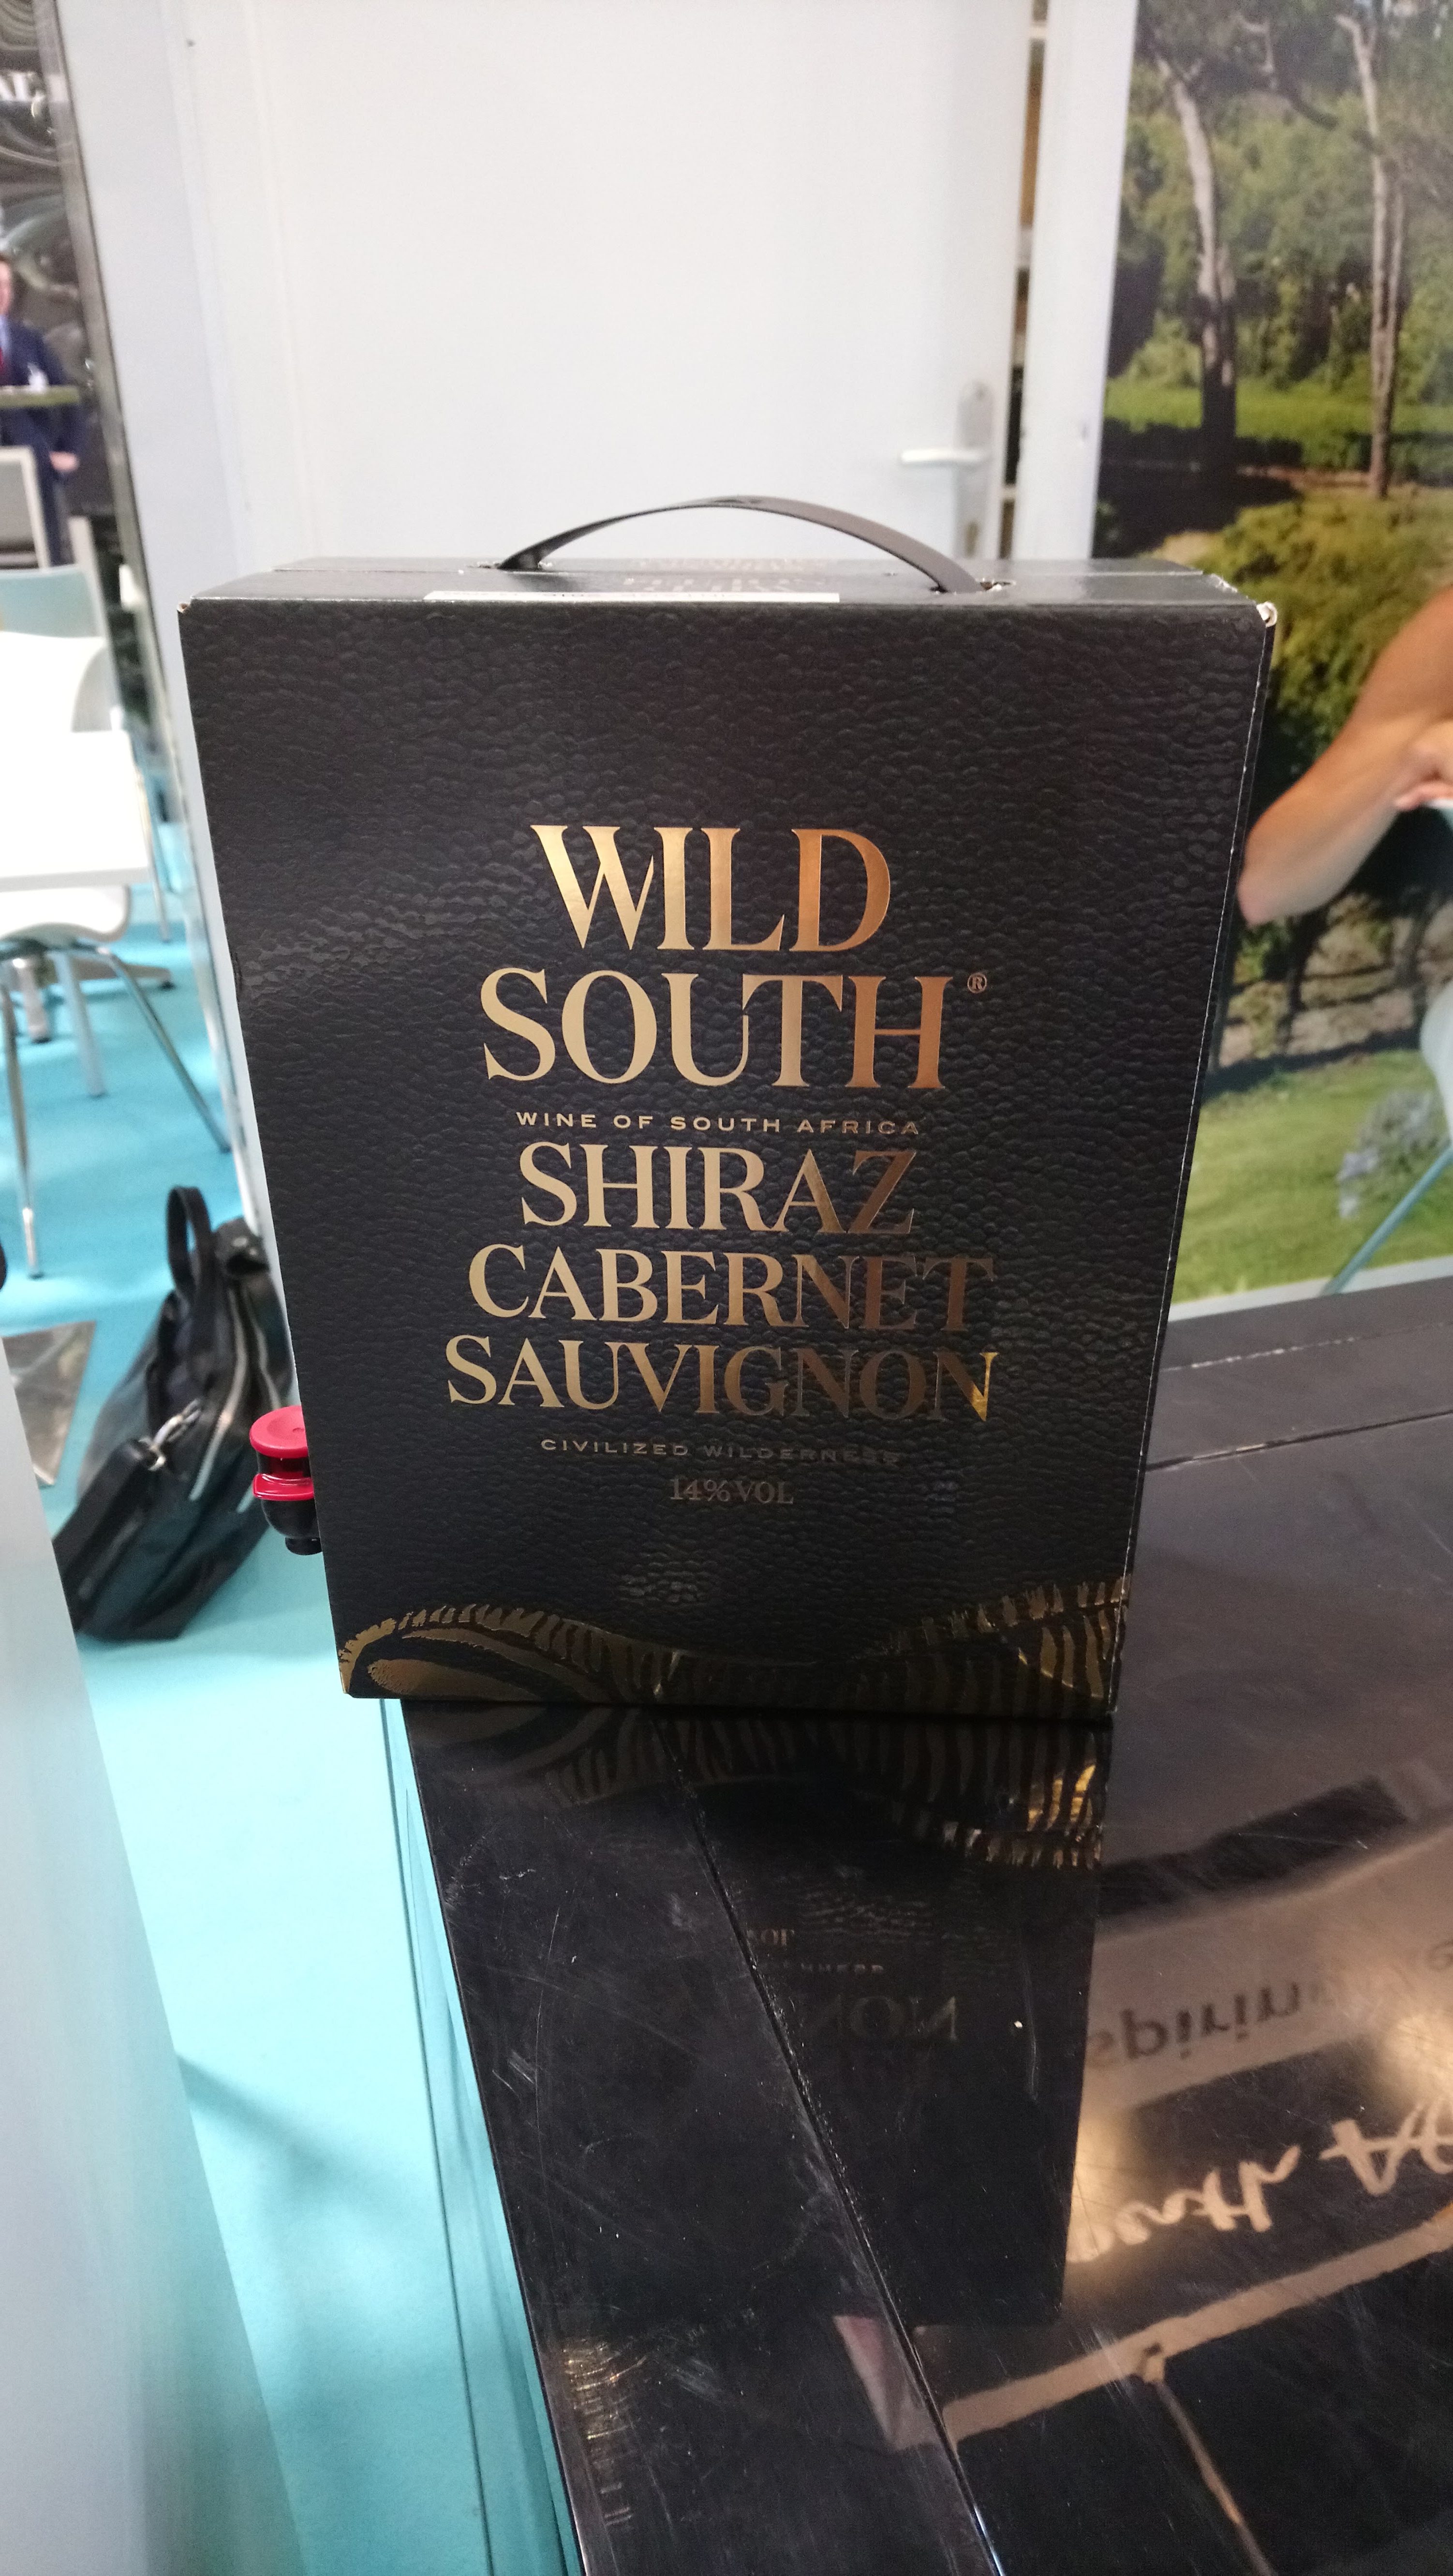 WILD
SOUTH®
WINE OF SOUTH AFRICA
SHIRAZ
CABERNET
SAUVIGNON
CIVILIZED WILDERNESS
14% VOL